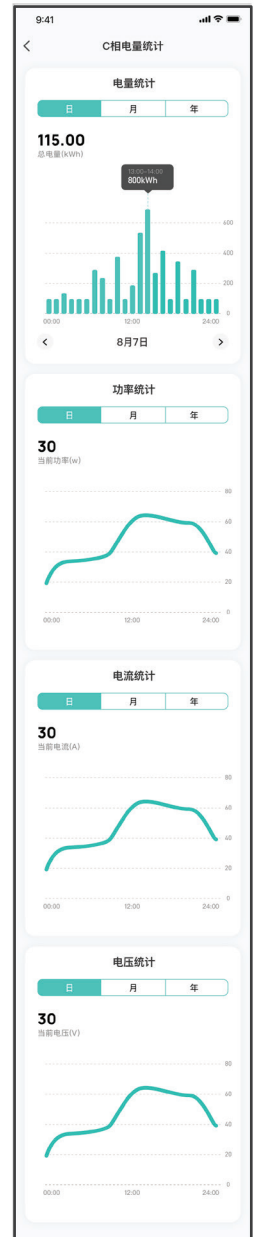 9:41
C相电量统计
电量统计
日 月 年
115.00
总电量(kWh)
13:00-14:00
800kWh
600
400
200
0
00:00 12:00 24:00
8月7日
功率统计
日 月 年
30
当前功率(w)
80
60
40
20
0
00:00 12:00 24:00
电流统计
日 月 年
30
当前电流(A)
80
60
40
20
0
00:00 12:00 24:00
电压统计
日 月 年
30
当前电压(V)
80
60
40
20
0
00:00 12:00 24:00